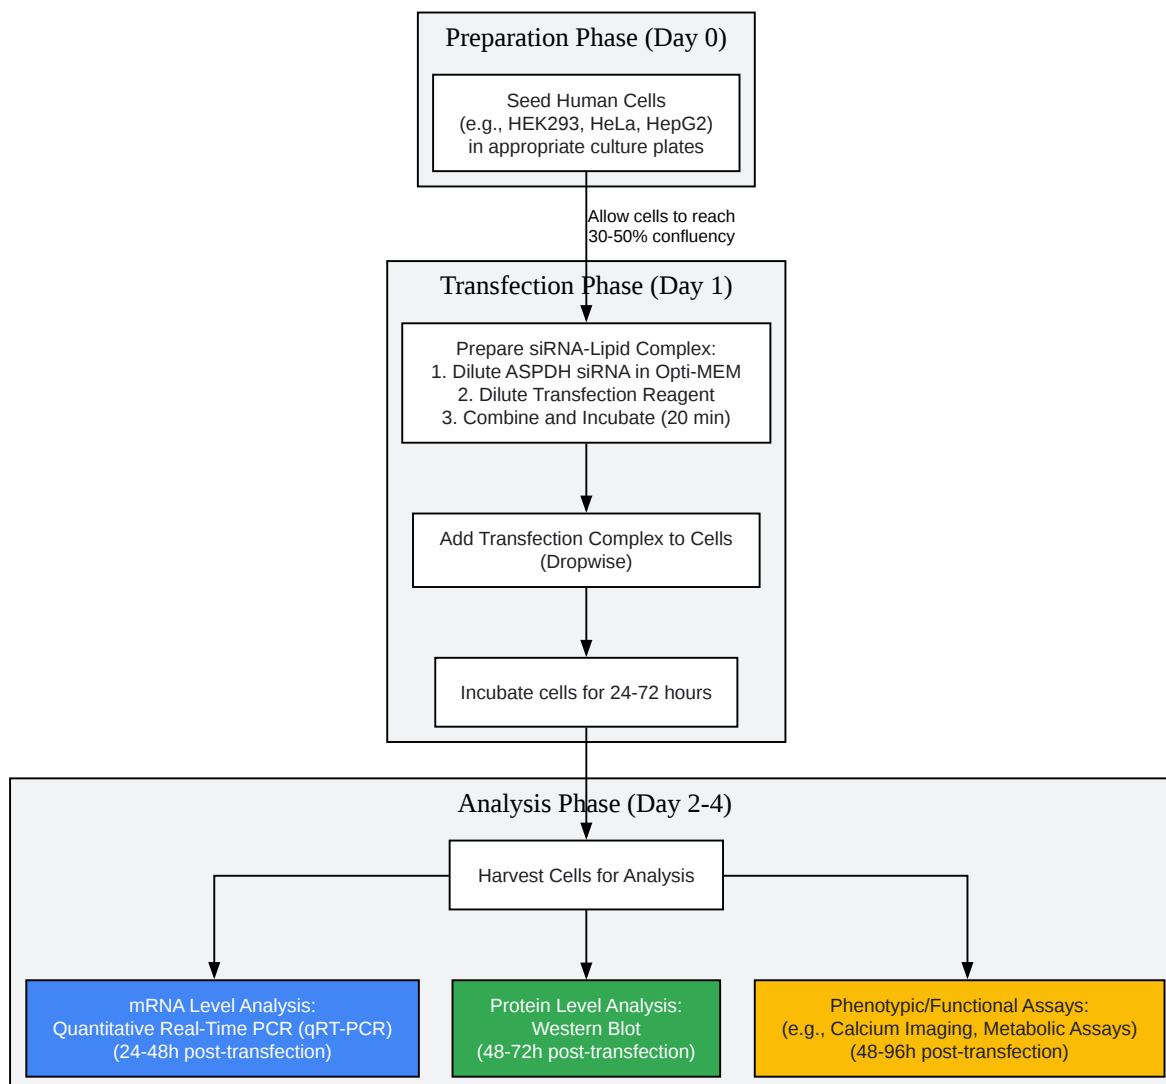 Preparation Phase (Day 0)
Seed Human Cells
(e.g., HEK293, HeLa, HepG2)
in appropriate culture plates
Allow cells to reach
30-50% confluency
Transfection Phase (Day 1)
Prepare siRNA-Lipid Complex:
1. Dilute ASPDH siRNA in Opti-MEM
2. Dilute Transfection Reagent
3. Combine and Incubate (20 min)
Add Transfection Complex to Cells
(Dropwise)
Incubate cells for 24-72 hours
Analysis Phase (Day 2-4)
Harvest Cells for Analysis
mRNA Level Analysis:
Quantitative Real-Time PCR (qRT-PCR)
(24-48h post-transfection)
Protein Level Analysis:
Western Blot
(48-72h post-transfection)
Phenotypic/Functional Assays:
(e.g., Calcium Imaging, Metabolic Assays)
(48-96h post-transfection)